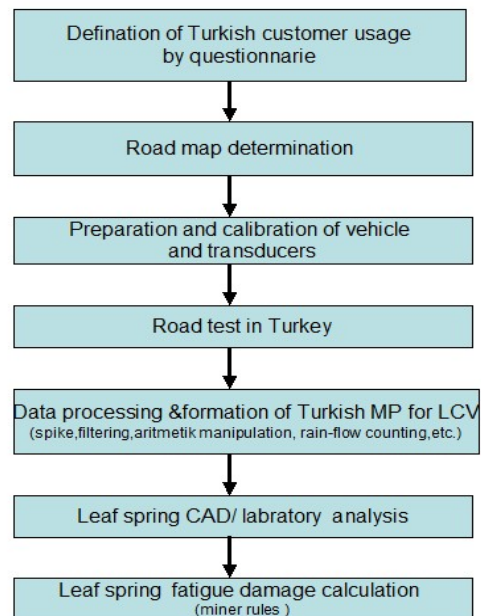 Defination of Turkish customer usage
by questionnarie
Road map determination
Preparation and calibration of vehicle
and transducers
Road test in Turkey
Data processing &formation of Turkish MP for LCV
(spike,filtering,aritmetik manipulation, rain-flow counting,etc.)
Leaf spring CAD/ labratory analysis
Leaf spring fatigue damage calculation
(miner rules )